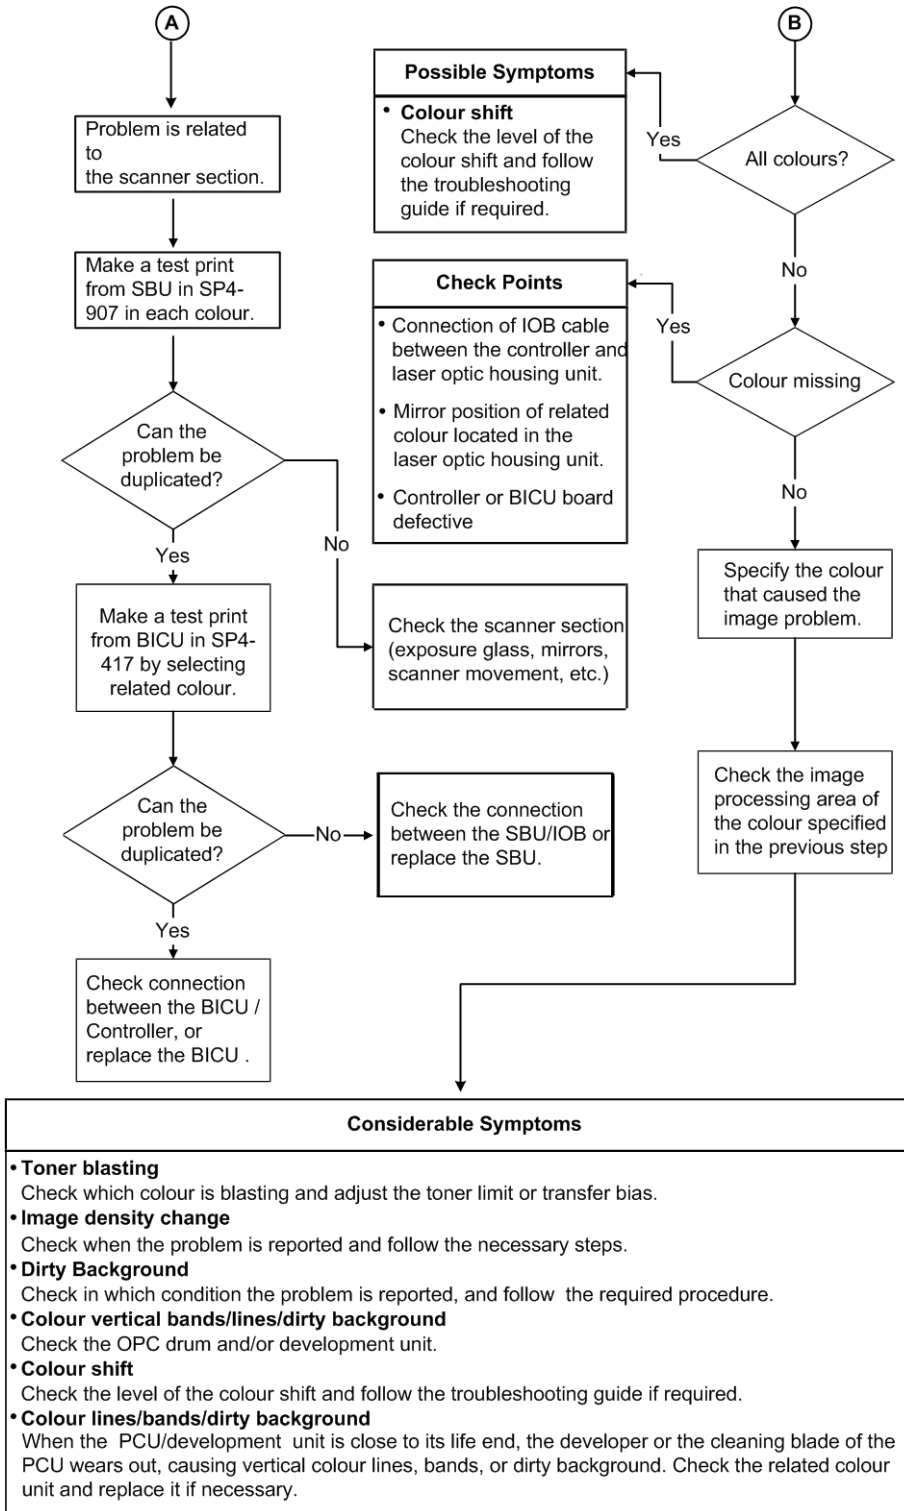 A
Problem is related
to
the scanner section.
Make a test print
from SBU in SP4-
907 in each colour.
Can the
problem be
duplicated?
No
Yes
Make a test print
from BICU in SP4-
417 by selecting
related colour.
Check the scanner section
(exposure glass, mirrors,
scanner movement, etc.)
Can the
problem be
duplicated?
No
Check the connection
between the SBU/IOB or
replace the SBU.
Yes
Check connection
between the BICU /
Controller, or
replace the BICU .
B
All colours?
Yes
Possible Symptoms
• Colour shift
Check the level of the
colour shift and follow
the troubleshooting
guide if required.
No
Colour missing
Yes
Check Points
• Connection of IOB cable
between the controller and
laser optic housing unit.
• Mirror position of related
colour located in the
laser optic housing unit.
• Controller or BICU board
defective
No
Specify the colour
that caused the
image problem.
Check the image
processing area of
the colour specified
in the previous step
Considerable Symptoms
• Toner blasting
Check which colour is blasting and adjust the toner limit or transfer bias.
• Image density change
Check when the problem is reported and follow the necessary steps.
• Dirty Background
Check in which condition the problem is reported, and follow the required procedure.
• Colour vertical bands/lines/dirty background
Check the OPC drum and/or development unit.
• Colour shift
Check the level of the colour shift and follow the troubleshooting guide if required.
• Colour lines/bands/dirty background
When the PCU/development unit is close to its life end, the developer or the cleaning blade of the
PCU wears out, causing vertical colour lines, bands, or dirty background. Check the related colour
unit and replace it if necessary.